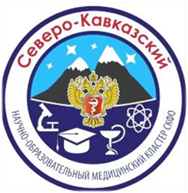 Северо-Кавказский
НАУЧНО-ОБРАЗОВАТЕЛЬНЫЙ МЕДИЦИНСКИЙ КЛАСТЕР СКФО